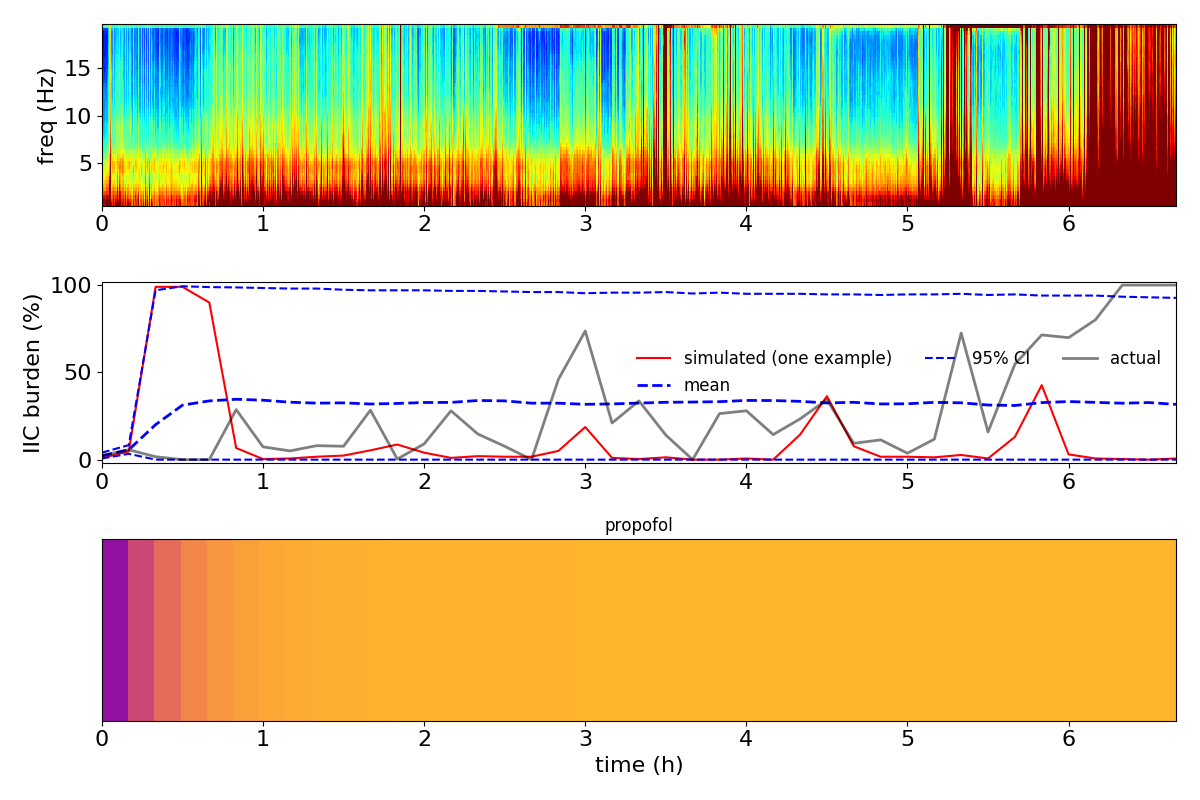 freq (Hz)
15
10
5
0 1 2 3 4 5 6
IIC burden (%)
100
50
0
simulated (one example) 95% CI actual
mean
0 1 2 3 4 5 6
propofol
0 1 2 3 4 5 6
time (h)